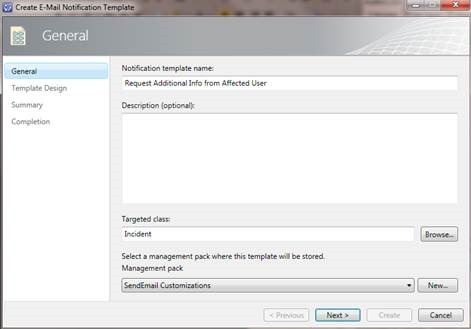 Create E-Mail Notification Template
General
General
Template Design
Summary
Completion
Notification template name:
Request Additional Info from Affected User
Description (optional):
Targeted class:
Incident
Browse...
Select a management pack where this template will be stored.
Management pack
SendEmail Customizations
New...
< Previous
Next >
Create
Cancel